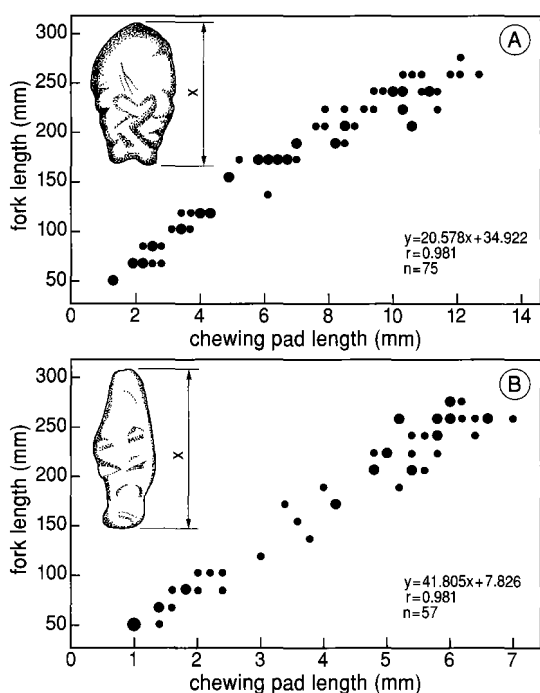 A
300
250
200
150
100
50
fork length (mm)
X
y=20.578x+34.922
r=0.981
n=75
0 2 4 6 8 10 12 14
chewing pad length (mm)
B
300
250
200
150
100
50
fork length (mm)
X
y=41.805x+7.826
r=0.981
n=57
0 1 2 3 4 5 6 7
chewing pad length (mm)